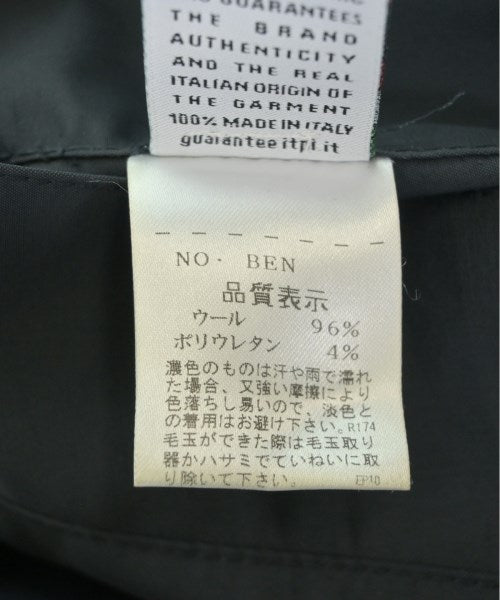 GUARANTEES
THE BRAND
AUTHENTICITY
AND THE REAL
ITALIAN ORIGIN OF
THE GARMENT
100% MADE IN ITALY
guarantee itpi it
NO· BEN
品質表示
ウール 96%
ポリウレタン 4%
濃色のものは汗や雨で濡れ
た場合、又強い摩擦により
色落ちし易いので、淡色と
の着用はお避け下さい。R174
毛玉ができた際は毛玉取り
器かハサミでていねいに取
り除いて下さい。 EP10